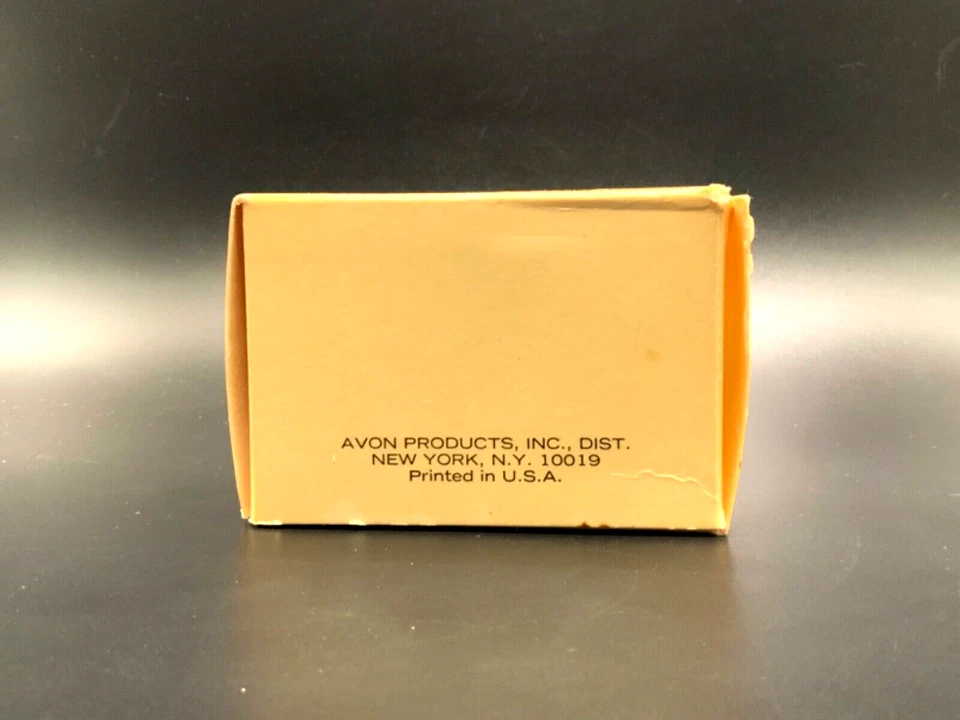 AVON PRODUCTS, INC., DIST.
NEW YORK, N.Y. 10019
Printed in U.S.A.